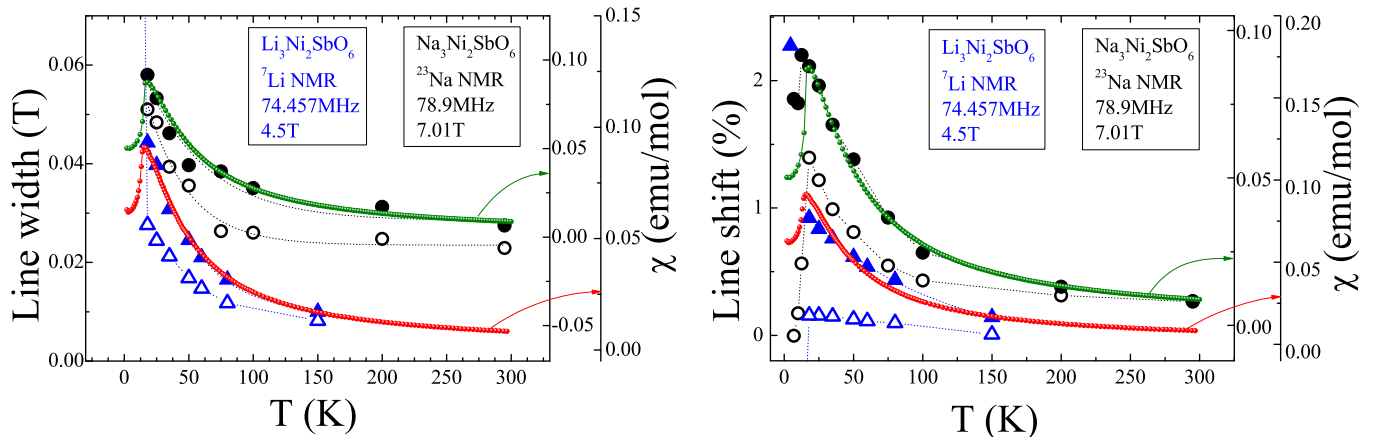 Line width (T)
0.06
0.04
0.02
0.00
Li3Ni2SbO6
7Li NMR
74.457MHz
4.5T
Na3Ni2SbO6
23Na NMR
78.9MHz
7.01T
0.10
0.05
0.00
-0.05
0.15
0.10
0.05
0.00
χ (emu/mol)
0 50 100 150 200 250 300
T (K)
Line shift (%)
2
1
0
Li3Ni2SbO6
7Li NMR
74.457MHz
4.5T
Na3Ni2SbO6
23Na NMR
78.9MHz
7.01T
0.10
0.05
0.00
0.20
0.15
0.10
0.05
0.00
χ (emu/mol)
0 50 100 150 200 250 300
T (K)